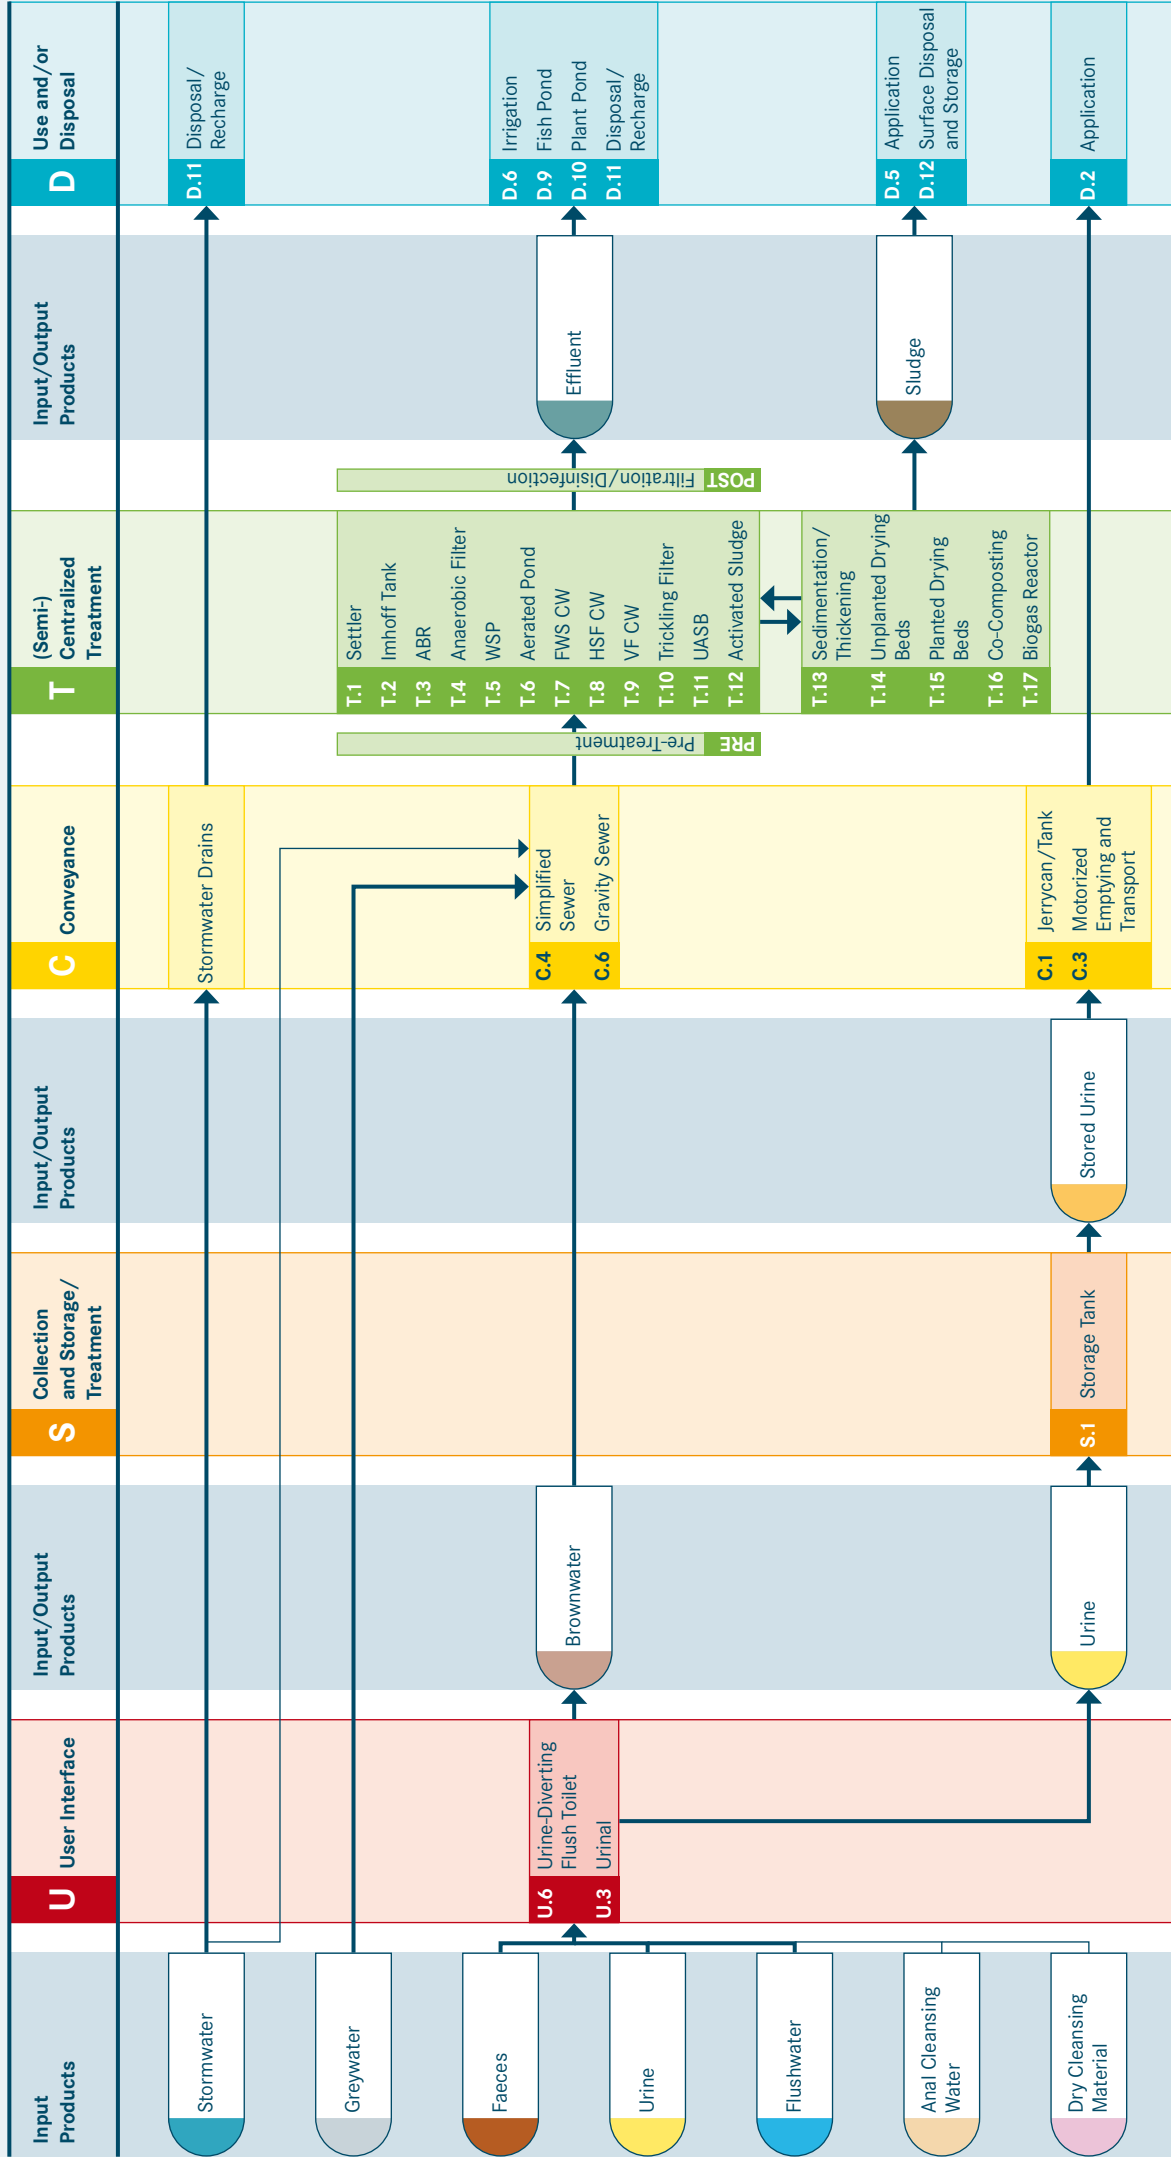 Input
Products
U
User Interface
Input/Output
Products
S
Collection
and Storage/
Treatment
Input/Output
Products
C
Conveyance
T
(Semi-)
Centralized
Treatment
Input/Output
Products
D
Use and/or
Disposal
Stormwater
Greywater
Faeces
Urine
Flushwater
Anal Cleansing
Water
Dry Cleansing
Material
U.6 Urine-Diverting
Flush Toilet
U.3 Urinal
Brownwater
Urine
S.1 Storage Tank
Stored Urine
Stormwater Drains
C.4 Simplified
Sewer
C.6 Gravity Sewer
C.1 Jerrycan/Tank
C.3 Motorized
Emptying and
Transport
PRE Pre-Treatment
T.1 Settler
T.2 Imhoff Tank
T.3 ABR
T.4 Anaerobic Filter
T.5 WSP
T.6 Aerated Pond
T.7 FWS CW
T.8 HSF CW
T.9 VF CW
T.10 Trickling Filter
T.11 UASB
T.12 Activated Sludge
T.13 Sedimentation/
Thickening
T.14 Unplanted Drying
Beds
T.15 Planted Drying
Beds
T.16 Co-Composting
T.17 Biogas Reactor
POST Filtration/Disinfection
Effluent
Sludge
D.11 Disposal/
Recharge
D.6 Irrigation
D.9 Fish Pond
D.10 Plant Pond
D.11 Disposal/
Recharge
D.5 Application
D.12 Surface Disposal
and Storage
D.2 Application